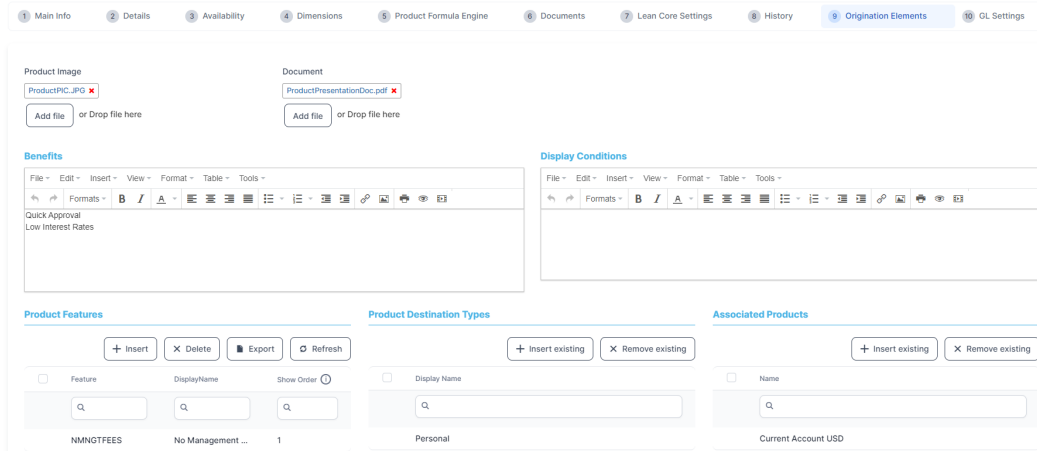 1 Main Info 2 Details 3 Availability 4 Dimensions 5 Product Formula Engine 6 Documents 7 Lean Core Settings 8 History 9 Origination Elements 10 GL Settings
Product Image Document
ProductPIC.JPG ProductPresentationDoc.pdf
Add file or Drop file here Add file or Drop file here
Benefits Display Conditions
File Edit Insert View Format Table Tools File Edit Insert View Format Table Tools
Formats B I A Formats B I A
Quick Approval
Low Interest Rates
Product Features Product Destination Types Associated Products
+ Insert Delete Export Refresh + Insert existing Remove existing + Insert existing Remove existing
Feature DisplayName Show Order Display Name Name
NMNGTFEES No Management ... 1 Personal Current Account USD